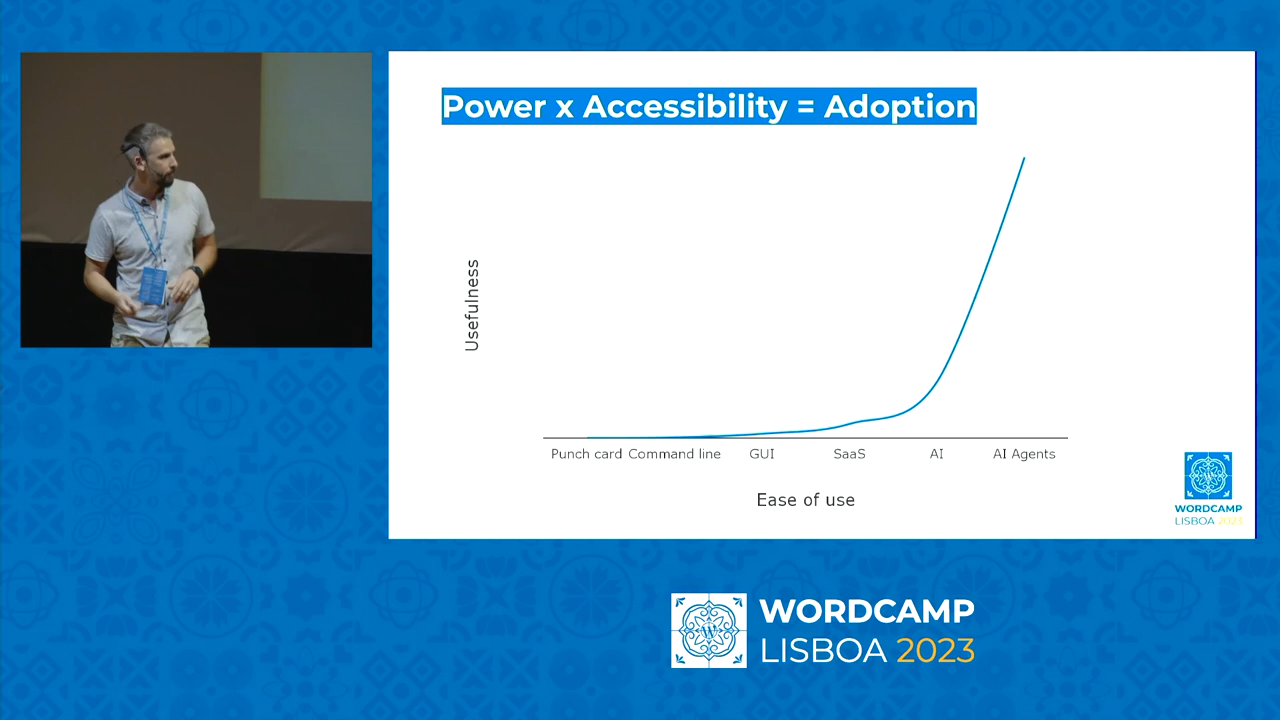 Power x Accessibility = Adoption
Usefulness
Punch card Command line GUI SaaS AI AI Agents
Ease of use
WORDCAMP
LISBOA 2023
WORDCAMP
LISBOA 2023